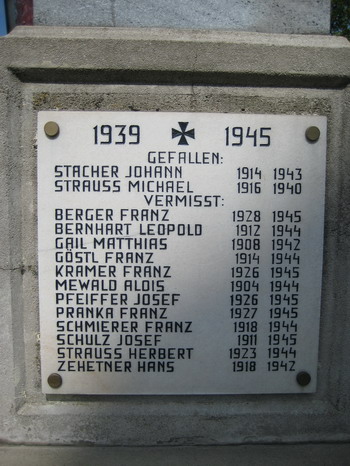 1939 1945
GEFALLEN:
STACHER JOHANN 1914 1943
STRAUSS MICHAEL 1916 1940
VERMISST:
BERGER FRANZ 1928 1945
BERNHART LEOPOLD 1912 1944
GAIL MATTHIAS 1908 1942
GÖSTL FRANZ 1914 1944
KRAMER FRANZ 1926 1945
MEWALD ALOIS 1904 1944
PFEIFFER JOSEF 1926 1945
PRANKA FRANZ 1927 1945
SCHMIERER FRANZ 1918 1944
SCHULZ JOSEF 1911 1945
STRAUSS HERBERT 1923 1944
ZEHETNER HANS 1918 1942